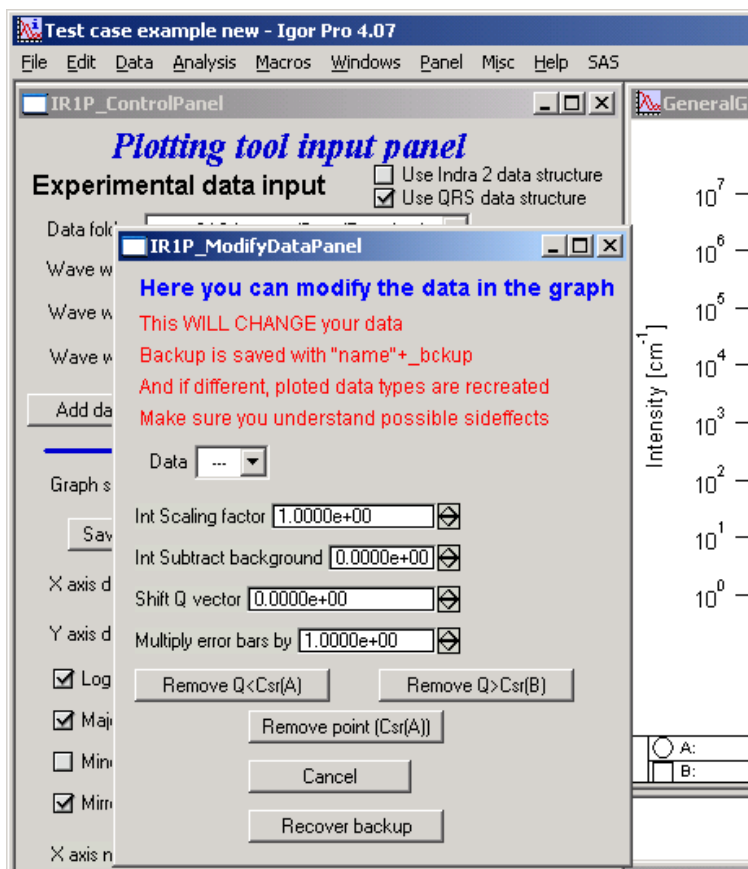 Test case example new - Igor Pro 4.07
File Edit Data Analysis Macros Windows Panel Misc Help SAS
IR1P_ControlPanel
Plotting tool input panel
Experimental data input
Use Indra 2 data structure
Use QRS data structure
Data
Wave
Wave
Wave
Add
Graph
X axis
Y axis
Log
X axis
IR1P_ModifyDataPanel
Here you can modify the data in the graph
This WILL CHANGE your data
Backup is saved with "name"+_bckup
And if different, ploted data types are recreated
Make sure you understand possible sideffects
Data ---
Int Scaling factor 1.0000e+00
Int Subtract background 0.0000e+00
Shift Q vector 0.0000e+00
Multiply error bars by 1.0000e+00
Remove Q<Csr(A) Remove Q>Csr(B)
Remove point (Csr(A))
Cancel
Recover backup
GeneralG
Intensity [cm⁻¹]
10⁷
10⁶
10⁵
10⁴
10³
10²
10¹
10⁰
A:
B: